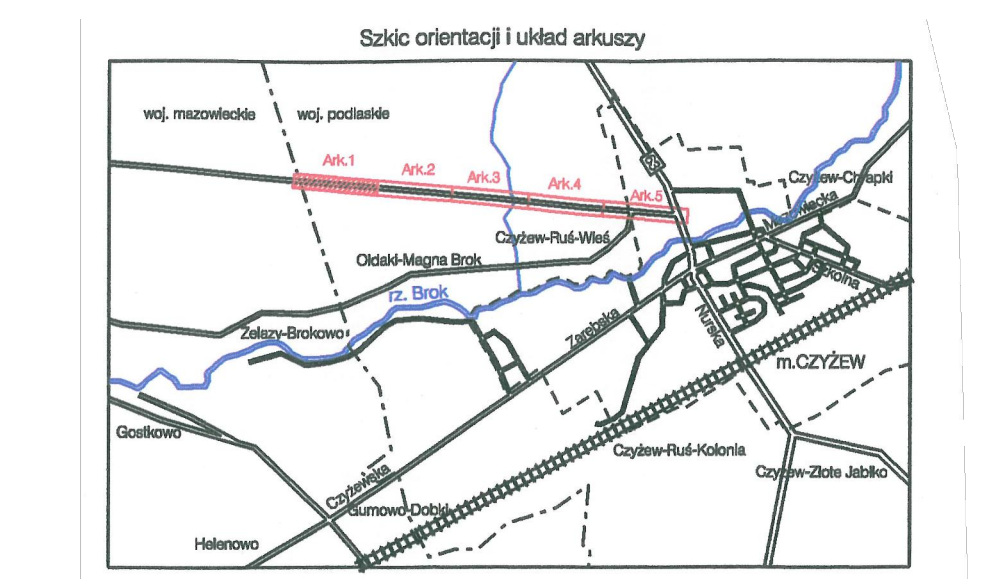 Szkic orientacji i układ arkuszy
woj. mazowieckie
woj. podlaskie
Ark.1
Ark.2
Ark.3
Ark.4
Ark.5
Czyżew-Chrapki
Mazowiecka
Czyżew-Ruś-Wieś
Oldaki-Magna Brok
Szkolna
rz. Brok
Żelazy-Brokowo
Zarębska
Nurska
m.CZYŻEW
Gostkowo
Czyżew-Ruś-Kolonia
Czyżew-Złote Jabłko
Czyżewska
Gumowo-Dobki
Helenowo